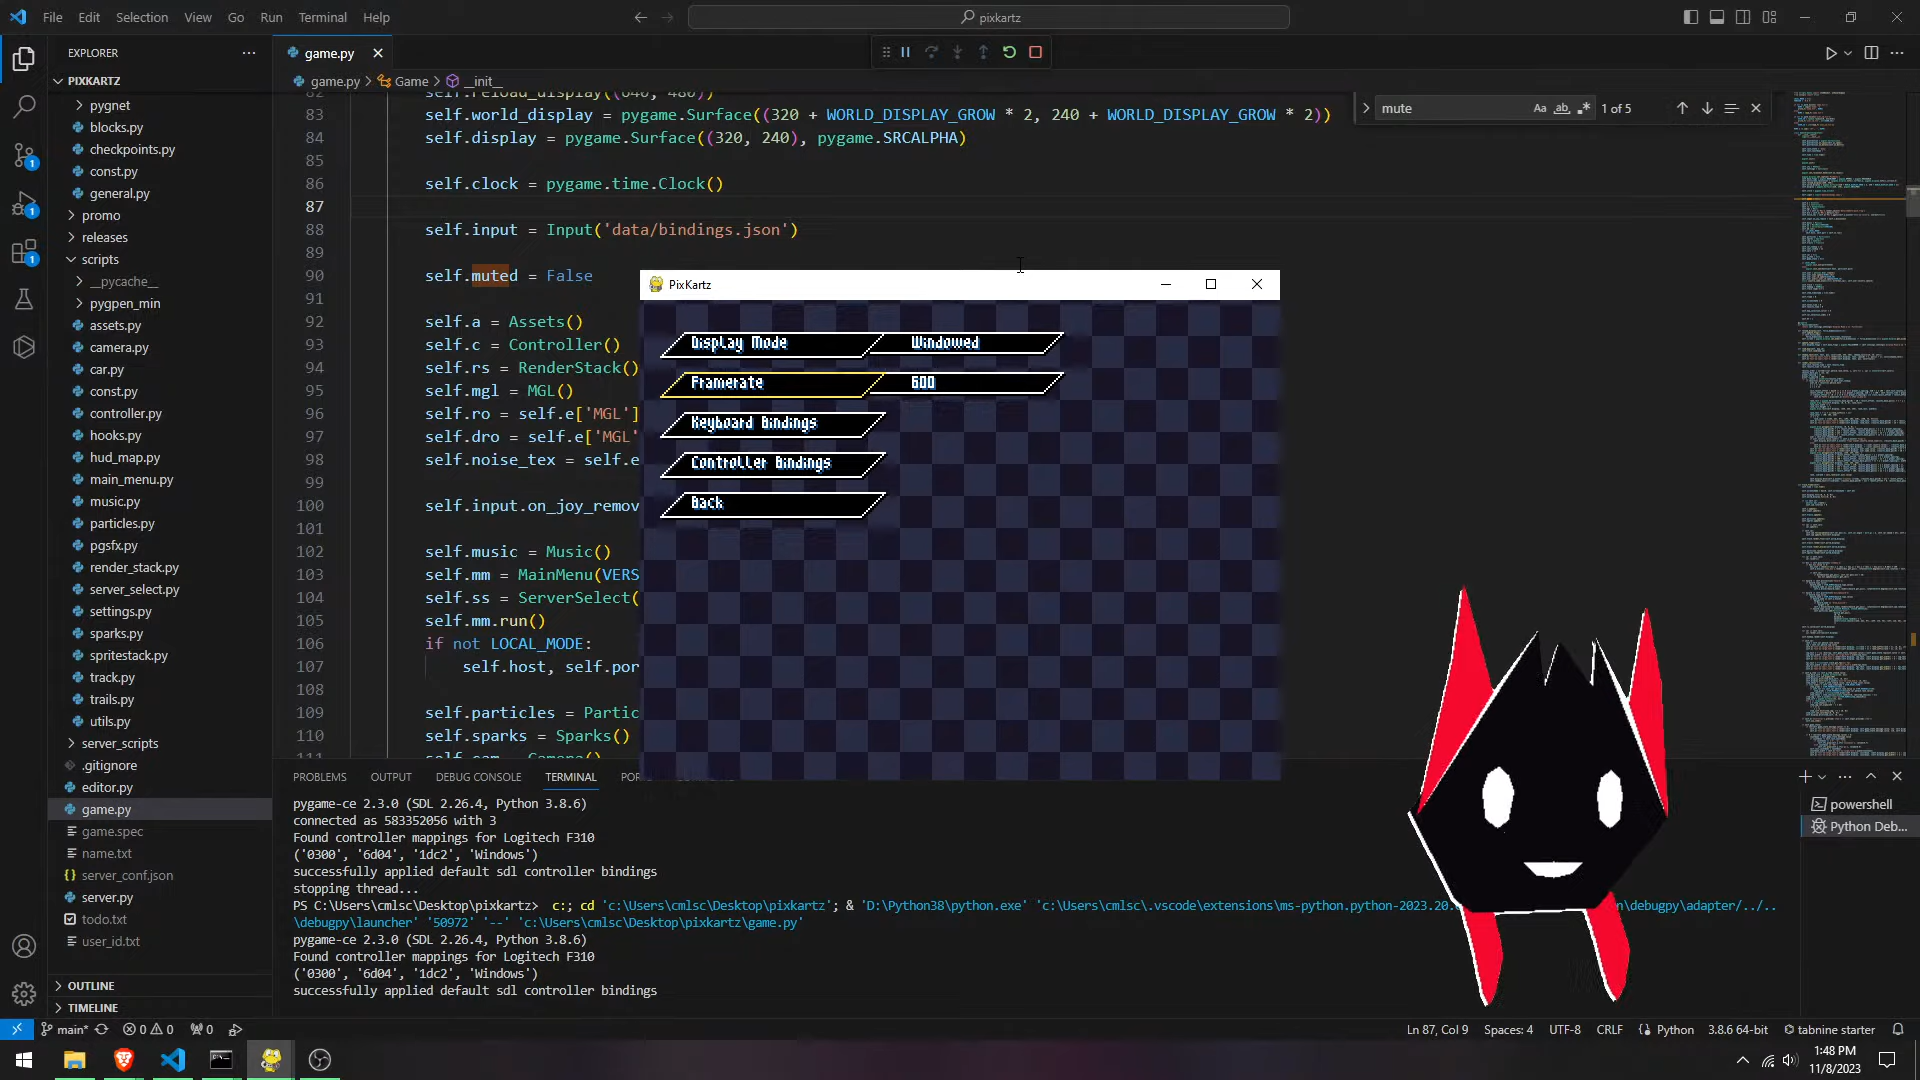 File Edit Selection View Go Run Terminal Help
pixkartz
EXPLORER
game.py
PIXKARTZ
game.py > Game > __init__
mute
Aa ab .* 1 of 5
pygnet
blocks.py
checkpoints.py
const.py
general.py
promo
releases
scripts
__pycache__
pygpen_min
assets.py
camera.py
car.py
const.py
controller.py
hooks.py
hud_map.py
main_menu.py
music.py
particles.py
pgsfx.py
render_stack.py
server_select.py
settings.py
sparks.py
spritestack.py
track.py
trails.py
utils.py
server_scripts
.gitignore
editor.py
game.py
game.spec
name.txt
server_conf.json
server.py
todo.txt
user_id.txt
OUTLINE
TIMELINE
82 self.reload_display((640, 480))
83 self.world_display = pygame.Surface((320 + WORLD_DISPLAY_GROW * 2, 240 + WORLD_DISPLAY_GROW * 2))
84 self.display = pygame.Surface((320, 240), pygame.SRCALPHA)
85
86 self.clock = pygame.time.Clock()
87
88 self.input = Input('data/bindings.json')
89
90 self.muted = False
91
92 self.a = Assets()
93 self.c = Controller()
94 self.rs = RenderStack()
95 self.mgl = MGL()
96 self.ro = self.e['MGL']
97 self.dro = self.e['MGL'
98 self.noise_tex = self.e
99
100 self.input.on_joy_remov
101
102 self.music = Music()
103 self.mm = MainMenu(VERS
104 self.ss = ServerSelect(
105 self.mm.run()
106 if not LOCAL_MODE:
107 self.host, self.por
108
109 self.particles = Partic
110 self.sparks = Sparks()
111
PixKartz
Display Mode Windowed
Framerate 600
Keyboard Bindings
Controller Bindings
Back
PROBLEMS OUTPUT DEBUG CONSOLE TERMINAL POR
pygame-ce 2.3.0 (SDL 2.26.4, Python 3.8.6)
connected as 583352056 with 3
Found controller mappings for Logitech F310
('0300', '6d04', '1dc2', 'Windows')
successfully applied default sdl controller bindings
stopping thread...
PS C:\Users\cmlsc\Desktop\pixkartz> c:; cd 'c:\Users\cmlsc\Desktop\pixkartz'; & 'D:\Python38\python.exe' 'c:\Users\cmlsc\.vscode\extensions\ms-python.python-2023.20. n\debugpy\adapter/../..
\debugpy\launcher' '50972' '--' 'c:\Users\cmlsc\Desktop\pixkartz\game.py'
pygame-ce 2.3.0 (SDL 2.26.4, Python 3.8.6)
Found controller mappings for Logitech F310
('0300', '6d04', '1dc2', 'Windows')
successfully applied default sdl controller bindings
powershell
Python Deb...
main* 0 0 0
Ln 87, Col 9 Spaces: 4 UTF-8 CRLF Python 3.8.6 64-bit tabnine starter
1:48 PM
11/8/2023